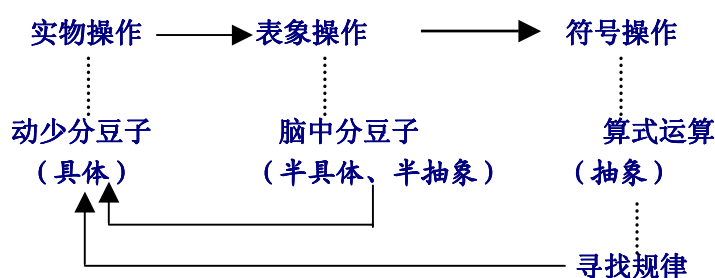 实物操作 表象操作 符号操作
动少分豆子 脑中分豆子 算式运算
（具体） （半具体、半抽象） （抽象）
寻找规律